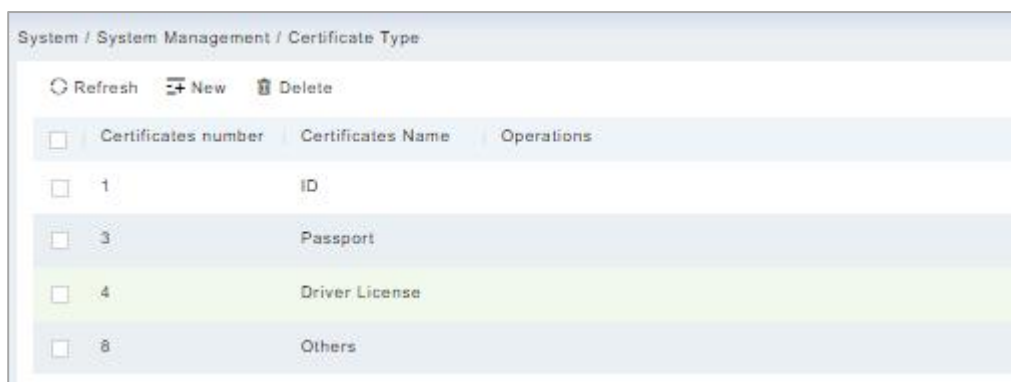 System / System Management / Certificate Type
Refresh New Delete
Certificates number Certificates Name Operations
1 ID
3 Passport
4 Driver License
8 Others